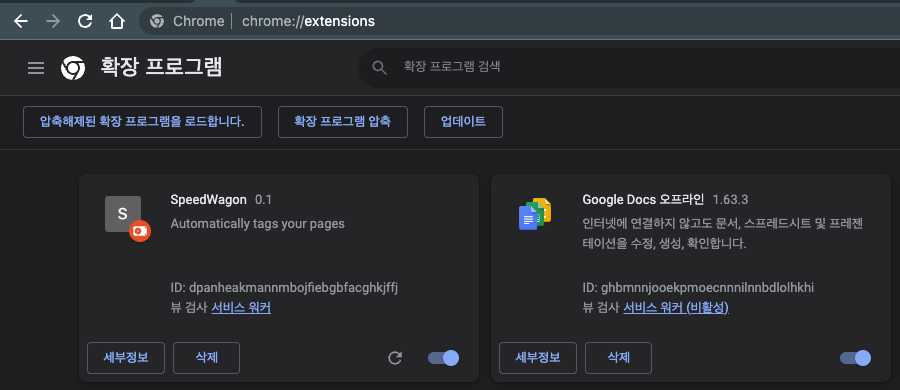 Chrome | chrome://extensions
확장 프로그램
확장 프로그램 검색
압축해제된 확장 프로그램을 로드합니다.
확장 프로그램 압축
업데이트
S
SpeedWagon 0.1
Automatically tags your pages
ID: dpanheakmannmbojfiebgbfacghkjffj
뷰 검사 서비스 워커
세부정보
삭제
Google Docs 오프라인 1.63.3
인터넷에 연결하지 않고도 문서, 스프레드시트 및 프레젠
테이션을 수정, 생성, 확인합니다.
ID: ghbmnnjooekpmoecnnnilnnbdlolhkhi
뷰 검사 서비스 워커 (비활성)
세부정보
삭제